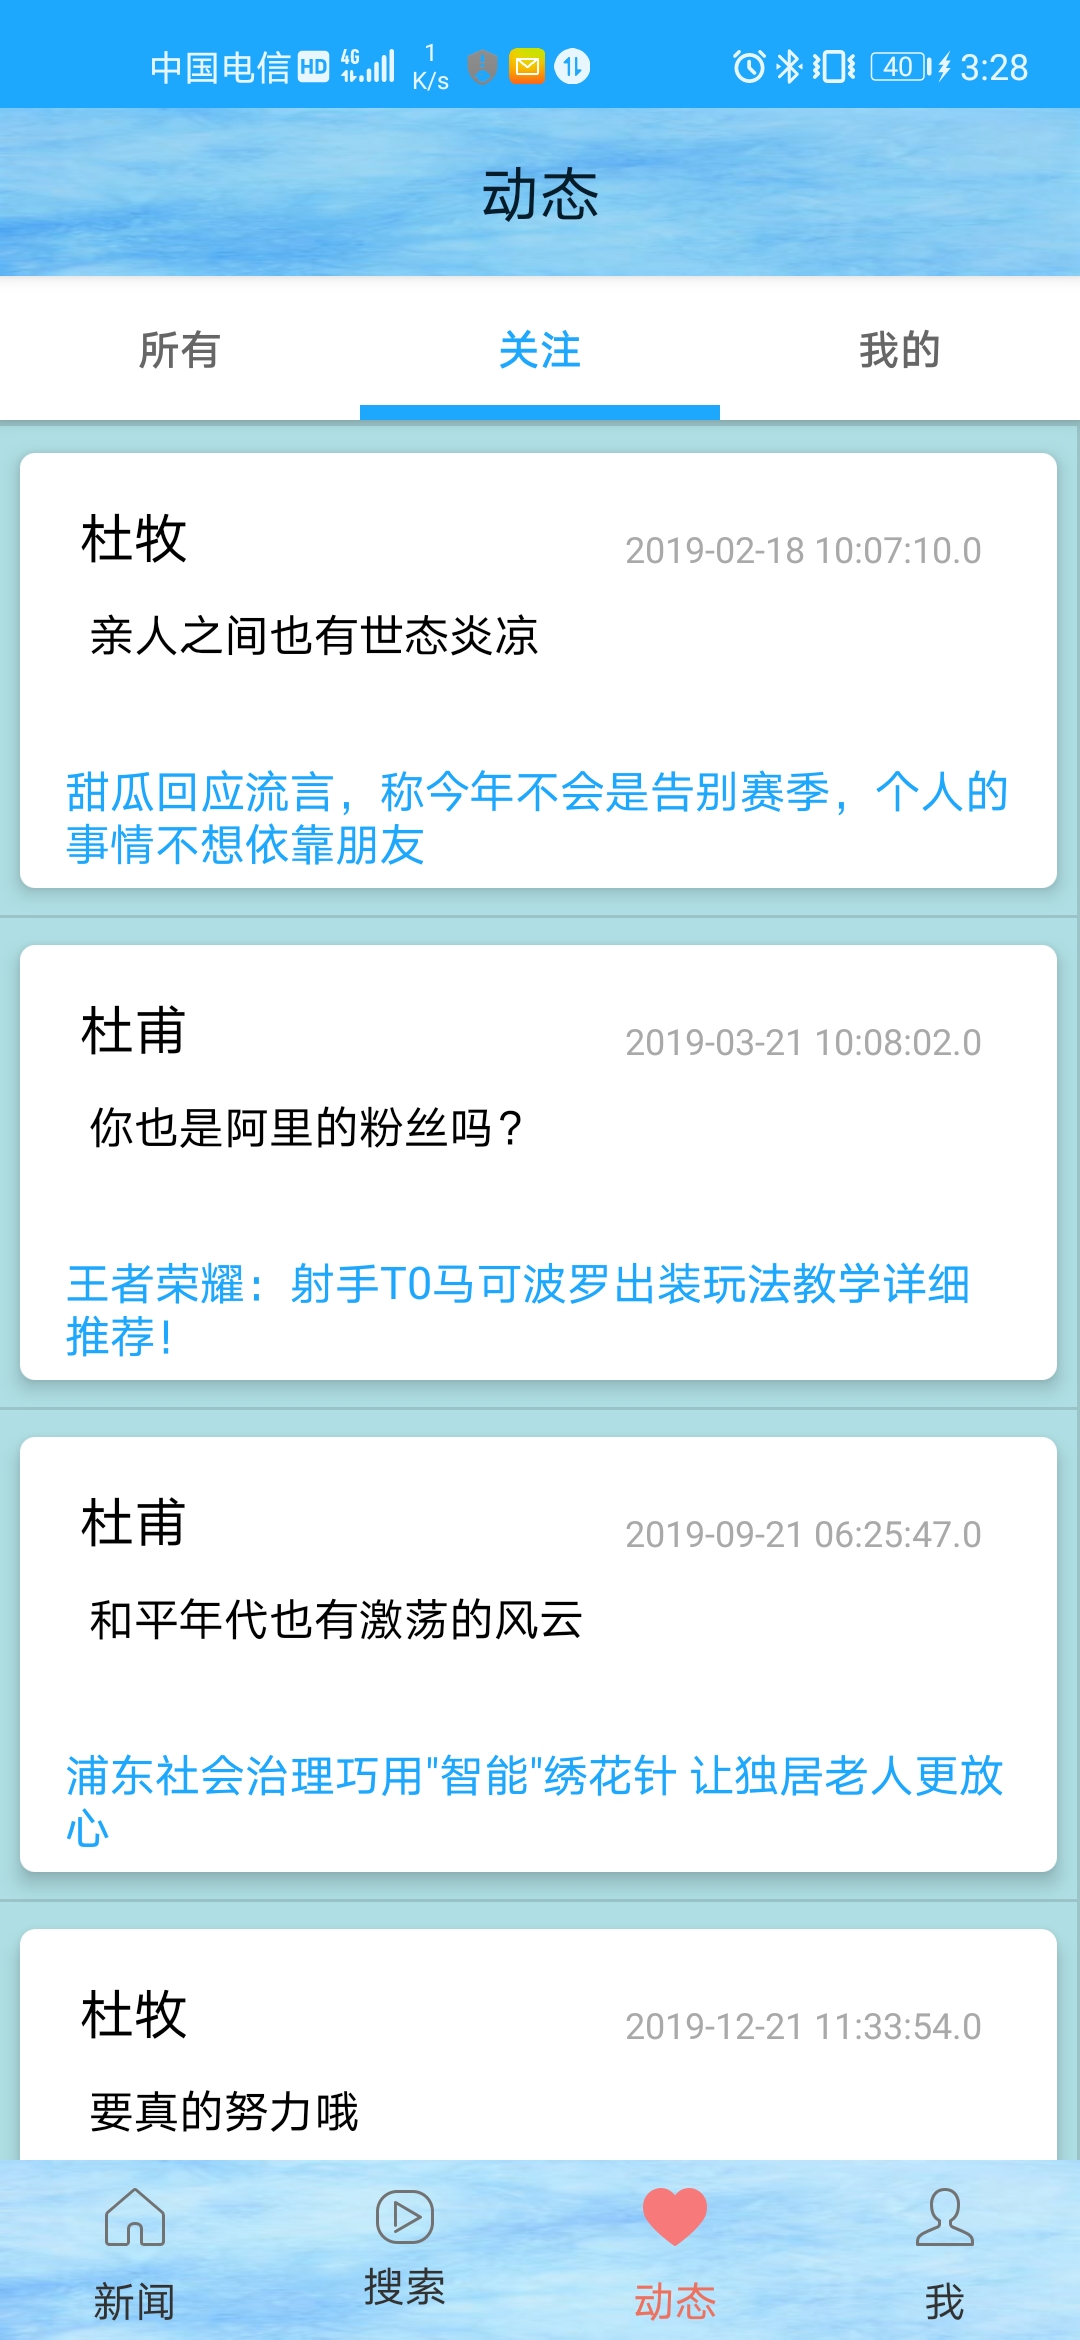 中国电信 HD 4G 1 K/s 40 3:28
动态
所有 关注 我的
杜牧 2019-02-18 10:07:10.0
亲人之间也有世态炎凉
甜瓜回应流言，称今年不会是告别赛季，个人的
事情不想依靠朋友
杜甫 2019-03-21 10:08:02.0
你也是阿里的粉丝吗？
王者荣耀：射手T0马可波罗出装玩法教学详细
推荐！
杜甫 2019-09-21 06:25:47.0
和平年代也有激荡的风云
浦东社会治理巧用"智能"绣花针 让独居老人更放
心
杜牧 2019-12-21 11:33:54.0
要真的努力哦
新闻 搜索 动态 我